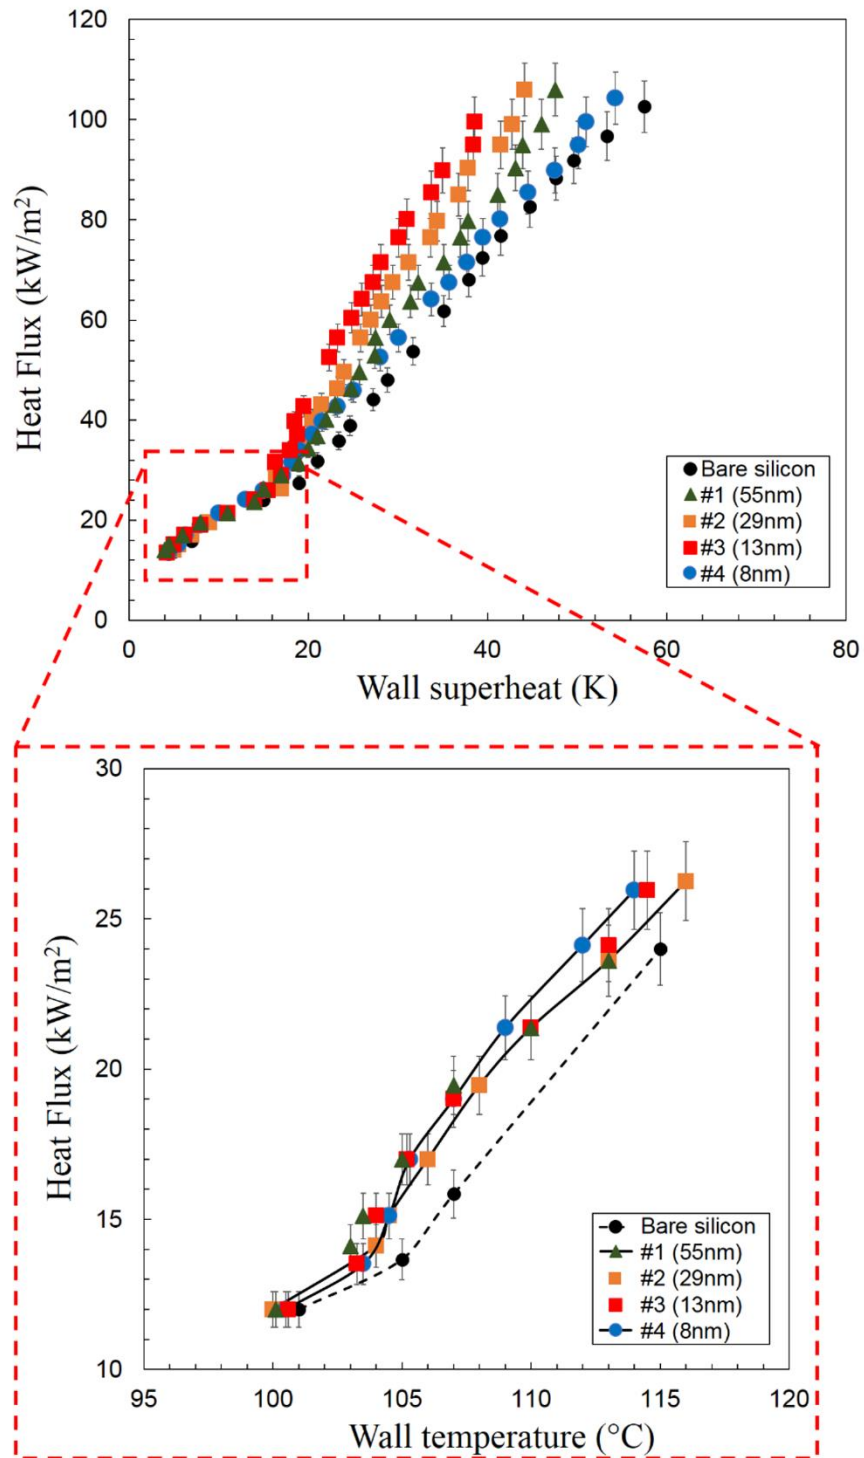 120
100
80
60
40
20
0
Heat Flux (kW/m²)
Bare silicon
#1 (55nm)
#2 (29nm)
#3 (13nm)
#4 (8nm)
0 20 40 60 80
Wall superheat (K)
30
25
20
15
10
Heat Flux (kW/m²)
Bare silicon
#1 (55nm)
#2 (29nm)
#3 (13nm)
#4 (8nm)
95 100 105 110 115 120
Wall temperature (°C)